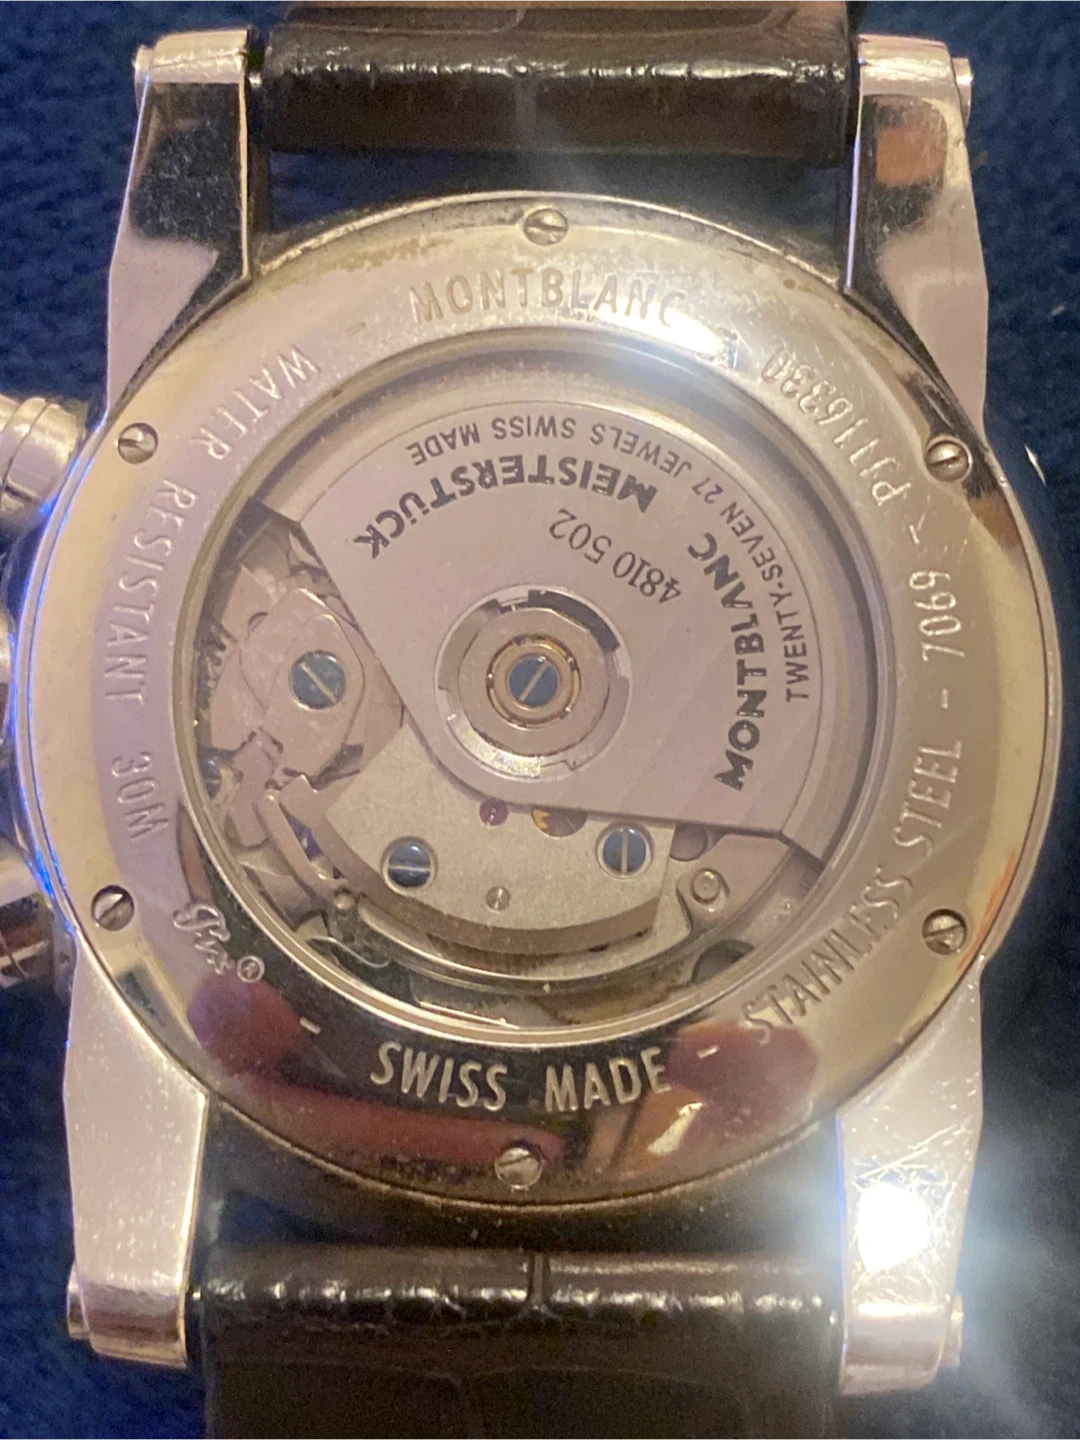 MONTBLANC
- PJ116330 - 7069 - STAINLESS STEEL
- SWISS MADE -
Pix®
WATER RESISTANT 30M
MONTBLANC MEISTERSTÜCK
4810 502
TWENTY-SEVEN 27 JEWELS SWISS MADE